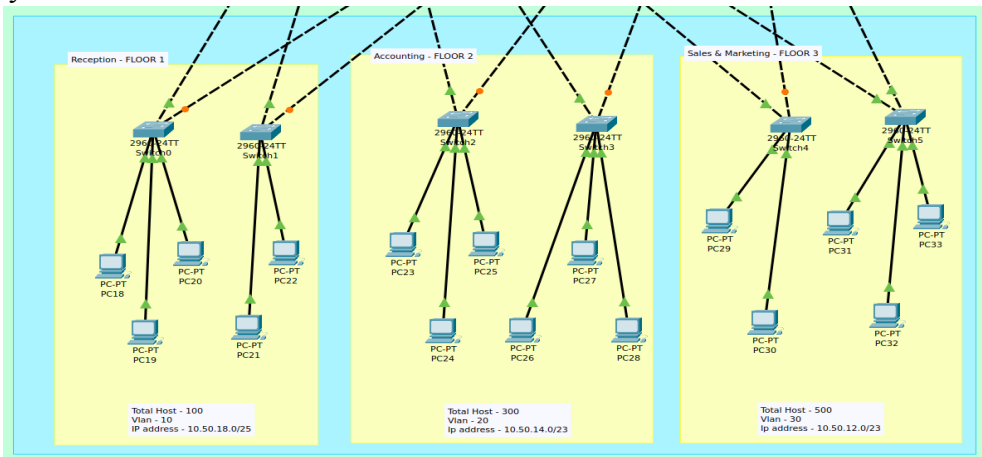 Reception - FLOOR 1
2960-24TT
Switch0
2960-24TT
Switch1
PC-PT
PC18
PC-PT
PC20
PC-PT
PC22
PC-PT
PC19
PC-PT
PC21
Total Host - 100
Vlan - 10
IP address - 10.50.18.0/25
Accounting - FLOOR 2
2960-24TT
Switch2
2960-24TT
Switch3
PC-PT
PC23
PC-PT
PC25
PC-PT
PC27
PC-PT
PC24
PC-PT
PC26
PC-PT
PC28
Total Host - 300
Vlan - 20
Ip address - 10.50.14.0/23
Sales & Marketing - FLOOR 3
2960-24TT
Switch4
2960-24TT
Switch5
PC-PT
PC29
PC-PT
PC31
PC-PT
PC33
PC-PT
PC30
PC-PT
PC32
Total Host - 500
Vlan - 30
Ip address - 10.50.12.0/23